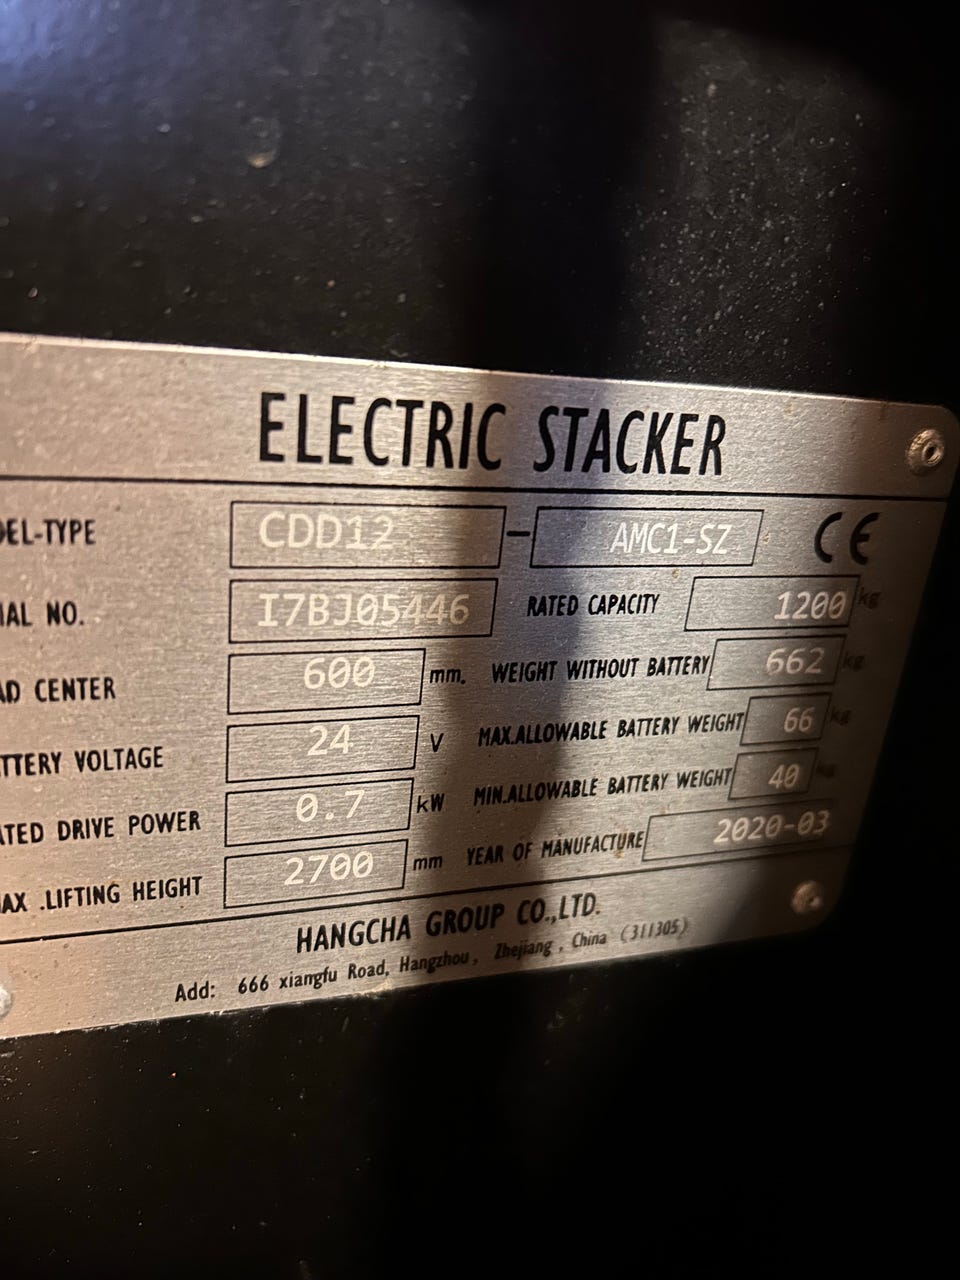 ELECTRIC STACKER
DEL-TYPE CDD12 - AMC1-SZ CE
IAL NO. I7BJ05446 RATED CAPACITY 1200 kg
AD CENTER 600 mm. WEIGHT WITHOUT BATTERY 662 kg
TTERY VOLTAGE 24 V MAX.ALLOWABLE BATTERY WEIGHT 66 kg
ATED DRIVE POWER 0.7 kW MIN.ALLOWABLE BATTERY WEIGHT 40 kg
AX .LIFTING HEIGHT 2700 mm YEAR OF MANUFACTURE 2020-03
HANGCHA GROUP CO.,LTD.
Add: 666 xiangfu Road, Hangzhou, Zhejiang, China (311305)